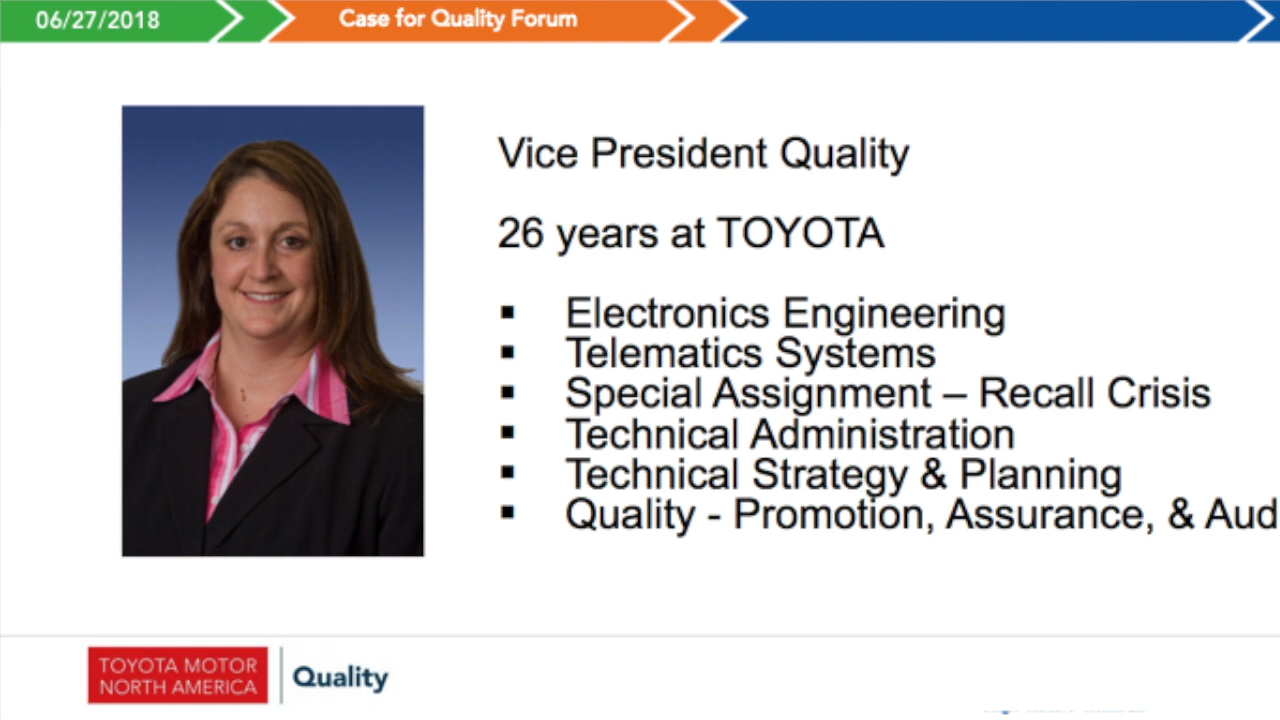 06/27/2018
Case for Quality Forum
Vice President Quality
26 years at TOYOTA
▪ Electronics Engineering
▪ Telematics Systems
▪ Special Assignment – Recall Crisis
▪ Technical Administration
▪ Technical Strategy & Planning
▪ Quality - Promotion, Assurance, & Aud
TOYOTA MOTOR
NORTH AMERICA
Quality